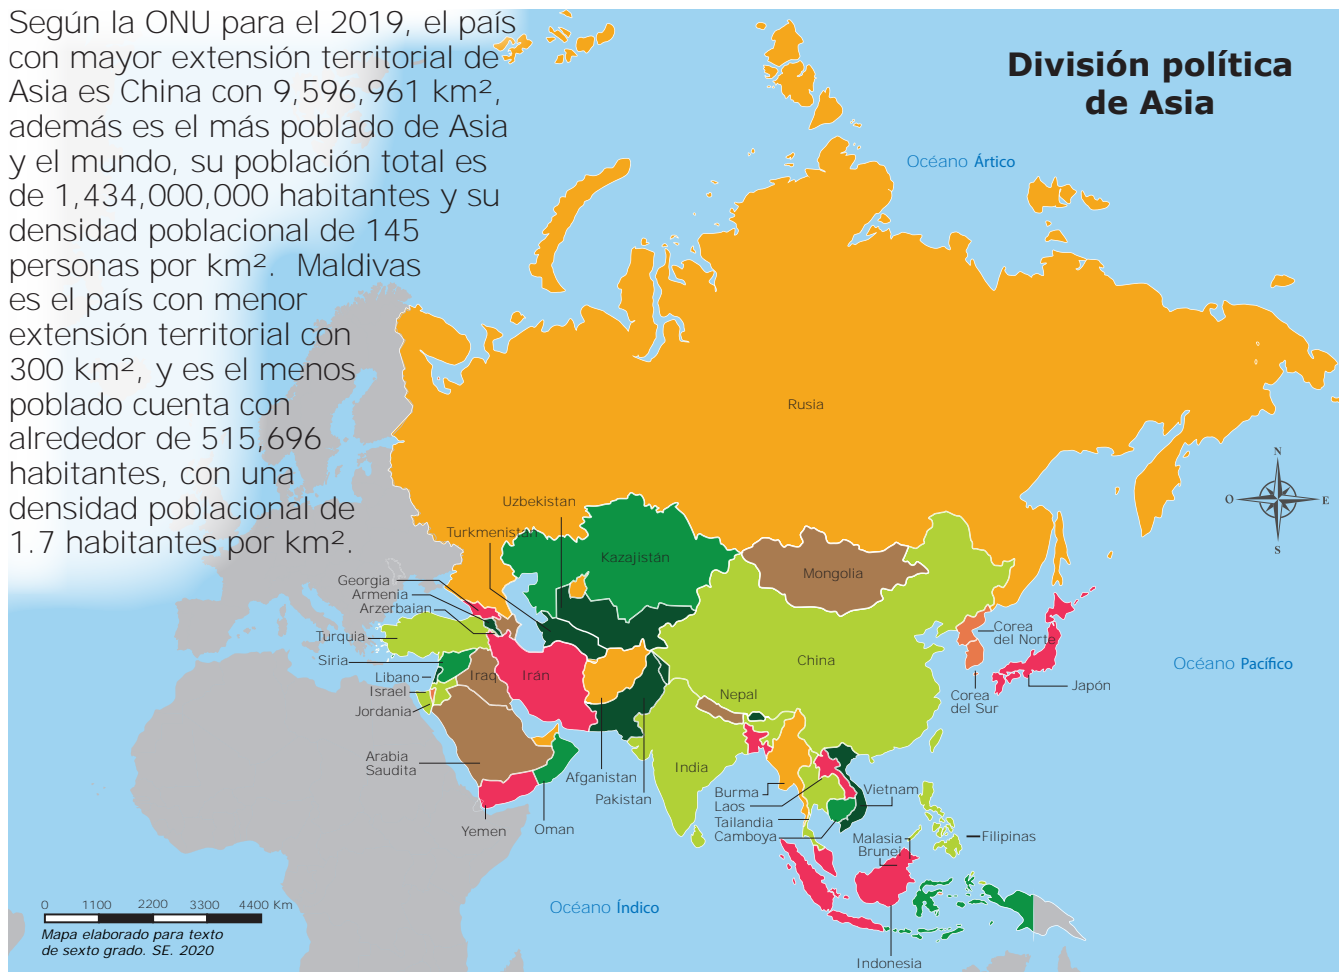 Según la ONU para el 2019, el país
con mayor extensión territorial de
Asia es China con 9,596,961 km²,
además es el más poblado de Asia
y el mundo, su población total es
de 1,434,000,000 habitantes y su
densidad poblacional de 145
personas por km². Maldivas
es el país con menor
extensión territorial con
300 km², y es el menos
poblado cuenta con
alrededor de 515,696
habitantes, con una
densidad poblacional de
1.7 habitantes por km².
División política
de Asia
Océano Ártico
Rusia
N
O
E
S
Uzbekistan
Turkmenistan
Kazajistán
Mongolia
Georgia
Armenia
Arzerbaian
Turquia
Siria
Libano
Israel
Jordania
Iraq
Irán
China
Nepal
Corea
del Norte
Corea
del Sur
Japón
Océano Pacífico
Arabia
Saudita
Afganistan
Pakistan
India
Burma
Laos
Tailandia
Camboya
Vietnam
Yemen
Oman
Malasia
Brunei
Filipinas
Océano Índico
Indonesia
0 1100 2200 3300 4400 Km
Mapa elaborado para texto
de sexto grado. SE. 2020